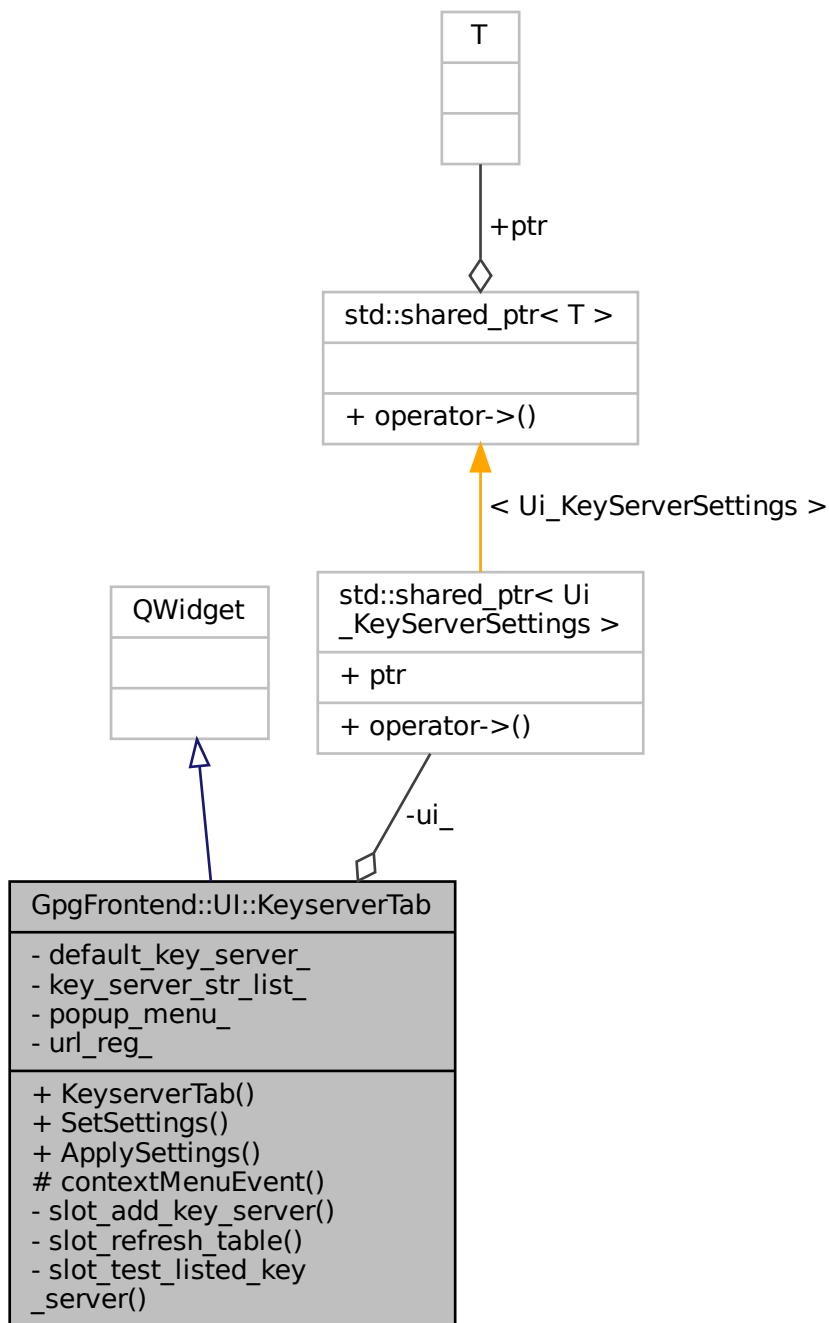 T
+ptr
std::shared_ptr< T >
+ operator->()
< Ui_KeyServerSettings >
QWidget
std::shared_ptr< Ui
_KeyServerSettings >
+ ptr
+ operator->()
-ui_
GpgFrontend::UI::KeyserverTab
- default_key_server_
- key_server_str_list_
- popup_menu_
- url_reg_
+ KeyserverTab()
+ SetSettings()
+ ApplySettings()
# contextMenuEvent()
- slot_add_key_server()
- slot_refresh_table()
- slot_test_listed_key
_server()